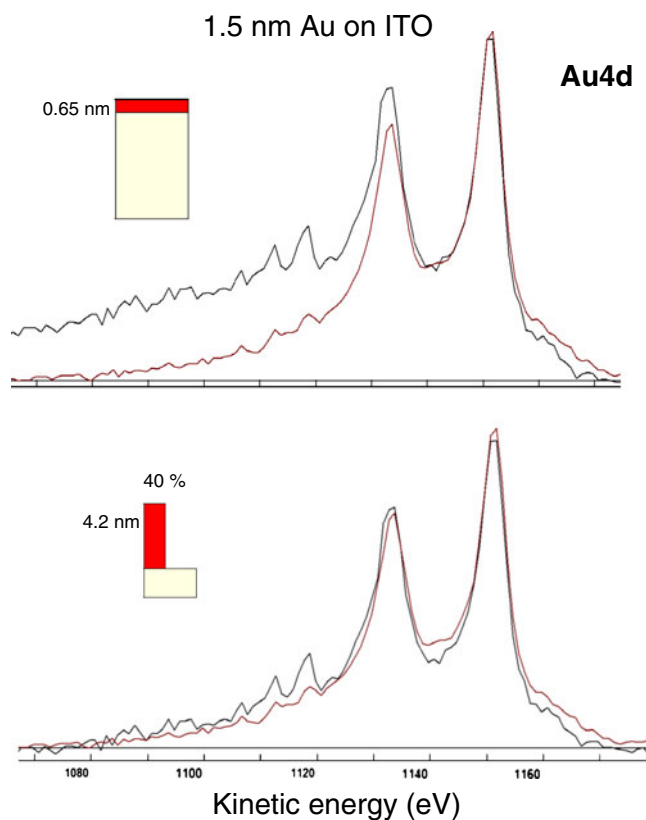 1.5 nm Au on ITO
Au4d
0.65 nm
40 %
4.2 nm
1080 1100 1120 1140 1160
Kinetic energy (eV)